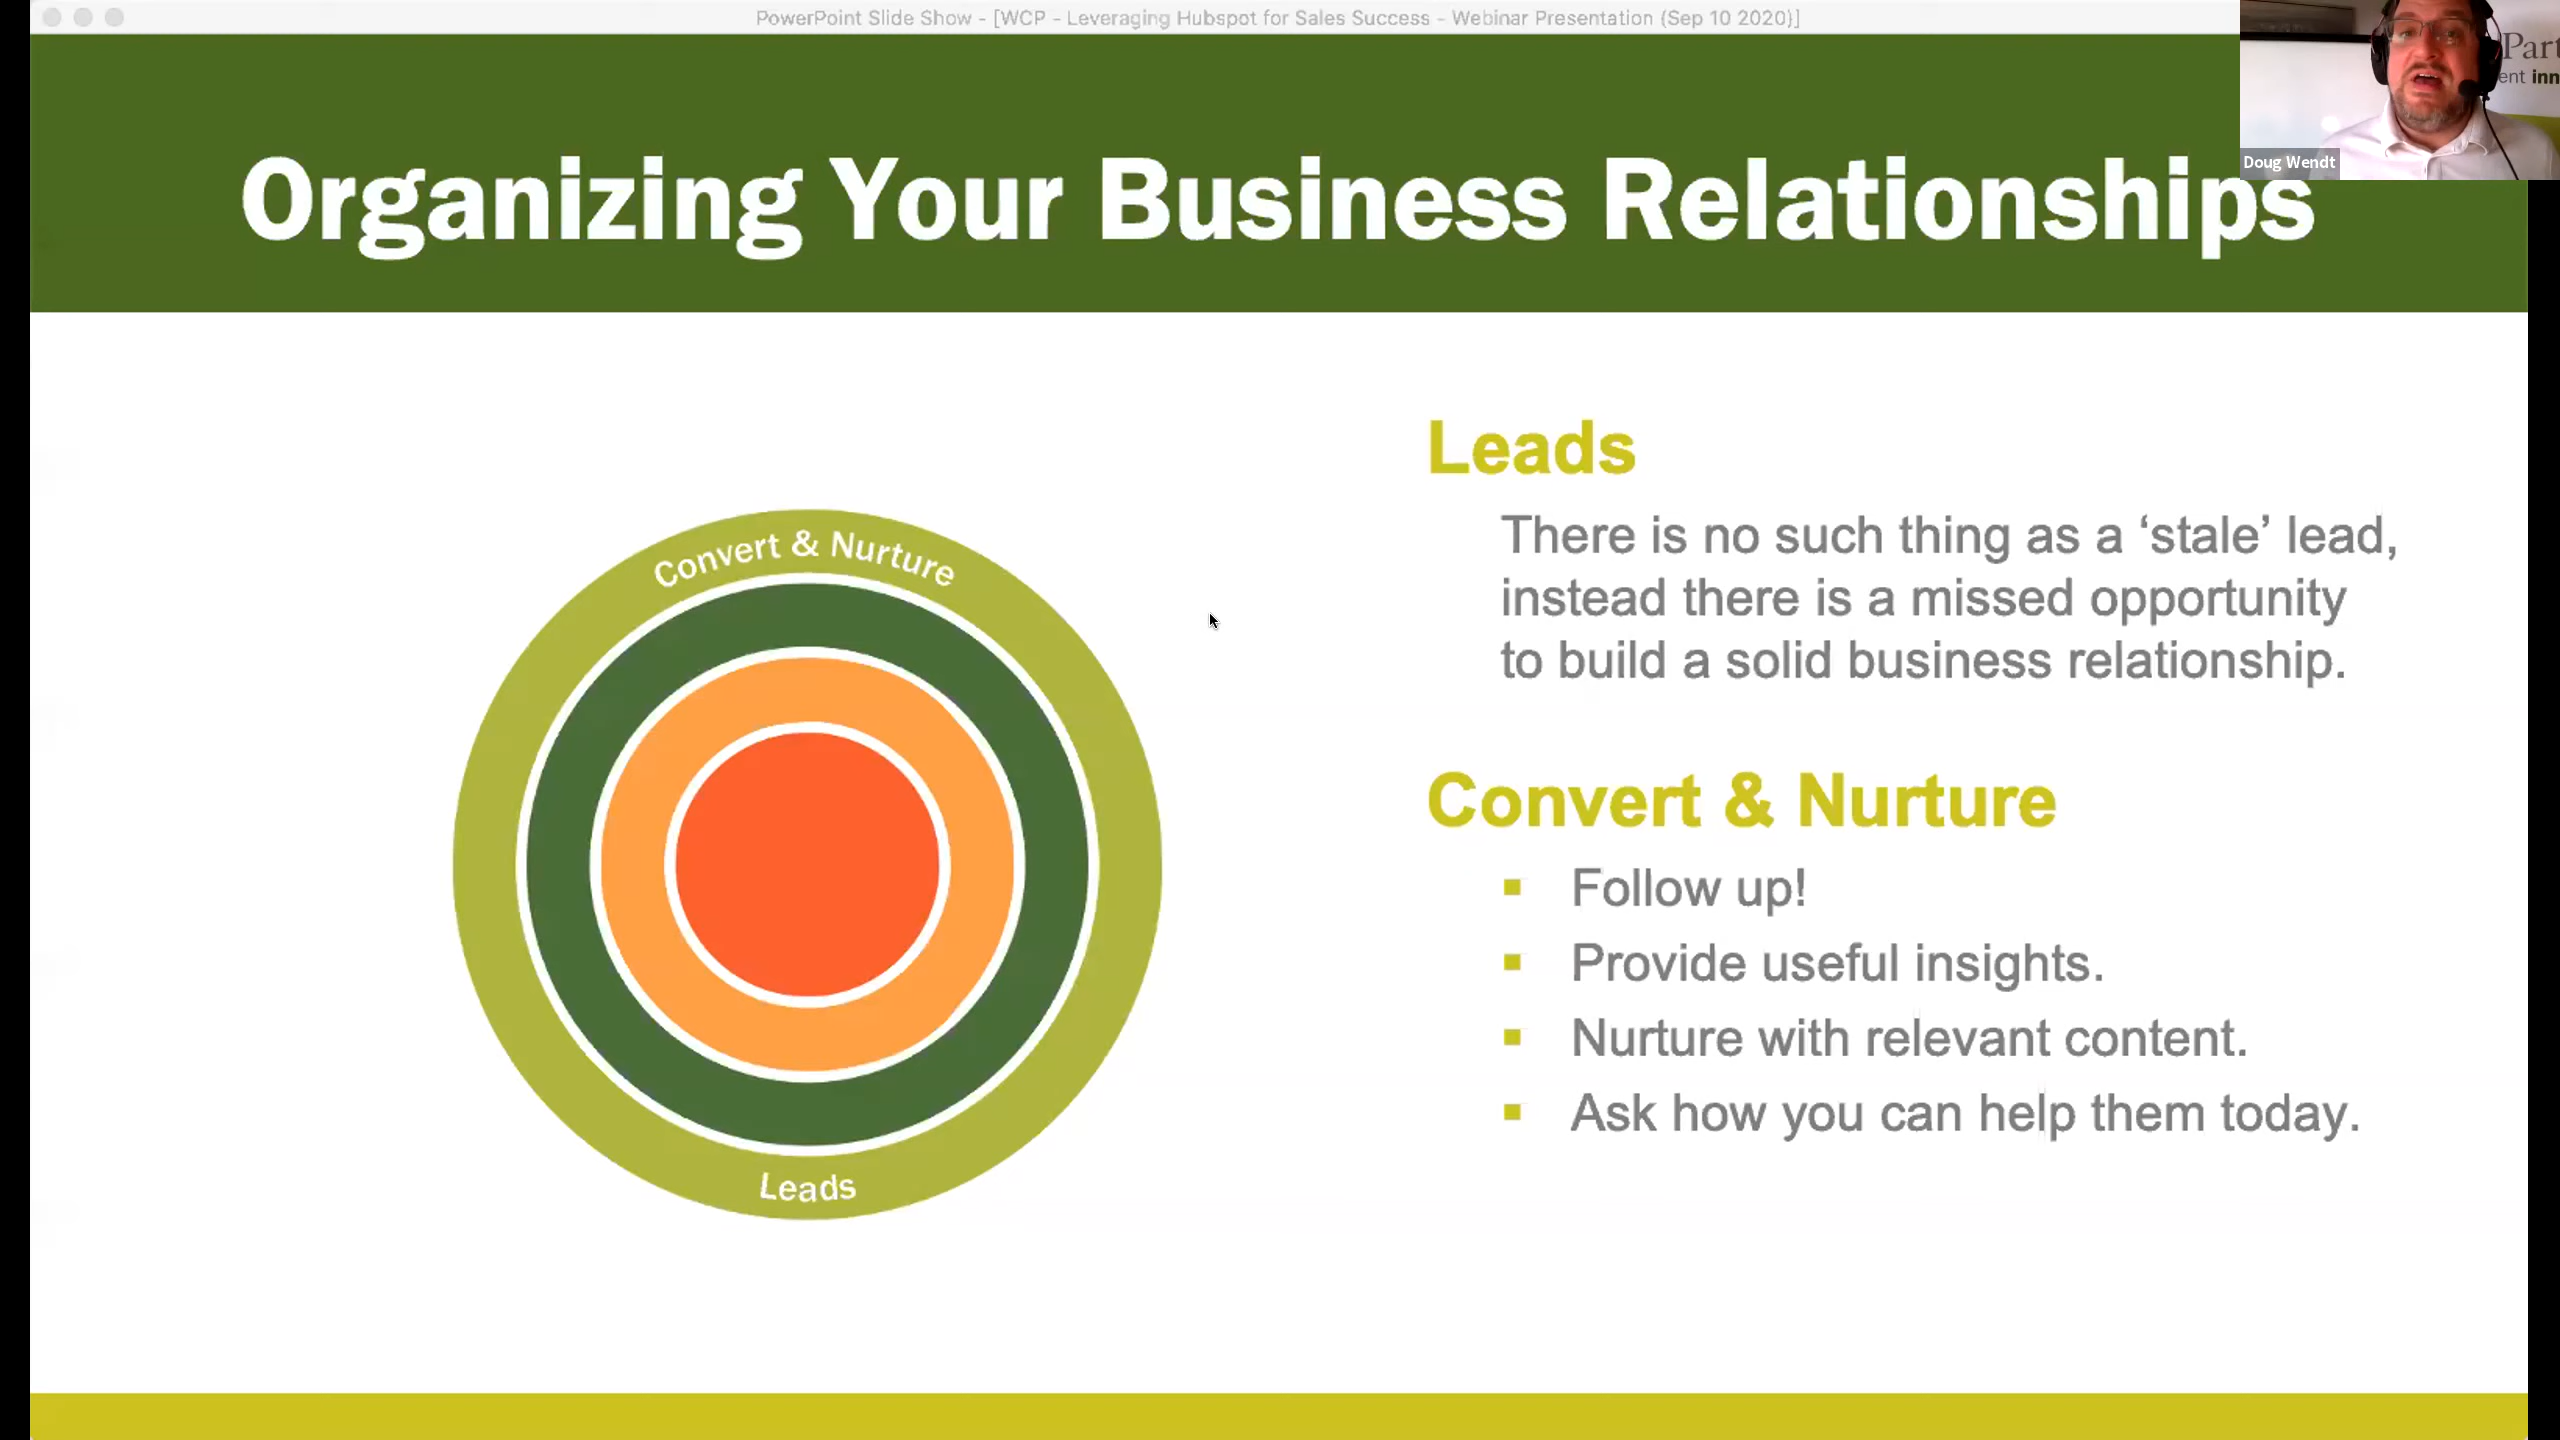 PowerPoint Slide Show - [WCP - Leveraging Hubspot for Sales Success - Webinar Presentation (Sep 10 2020)]
Part
ent inn
Doug Wendt
Organizing Your Business Relationships
Convert & Nurture
Leads
Leads
There is no such thing as a ‘stale’ lead,
instead there is a missed opportunity
to build a solid business relationship.
Convert & Nurture
▪ Follow up!
▪ Provide useful insights.
▪ Nurture with relevant content.
▪ Ask how you can help them today.